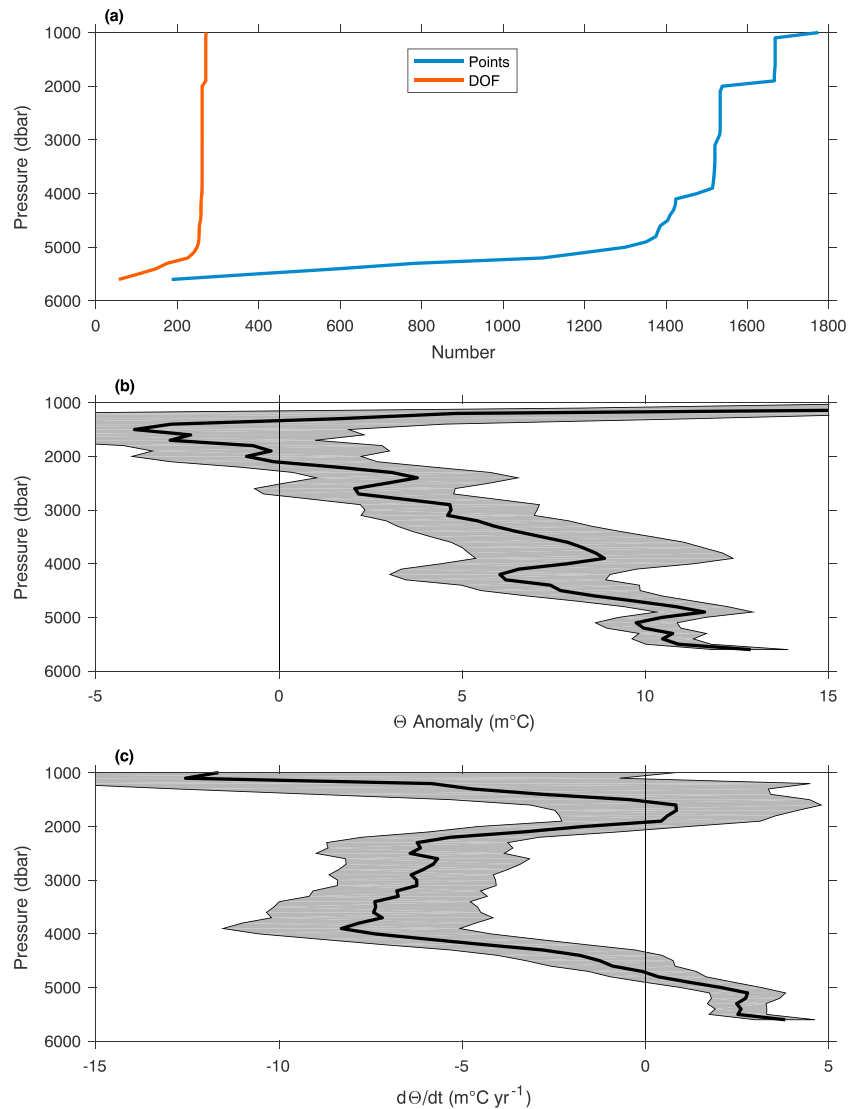 (a)
1000
2000
3000
4000
5000
6000
Pressure (dbar)
Points
DOF
0 200 400 600 800 1000 1200 1400 1600 1800
Number
(b)
1000
2000
3000
4000
5000
6000
Pressure (dbar)
-5 0 5 10 15
Θ Anomaly (m°C)
(c)
1000
2000
3000
4000
5000
6000
Pressure (dbar)
-15 -10 -5 0 5
dΘ/dt (m°C yr⁻¹)